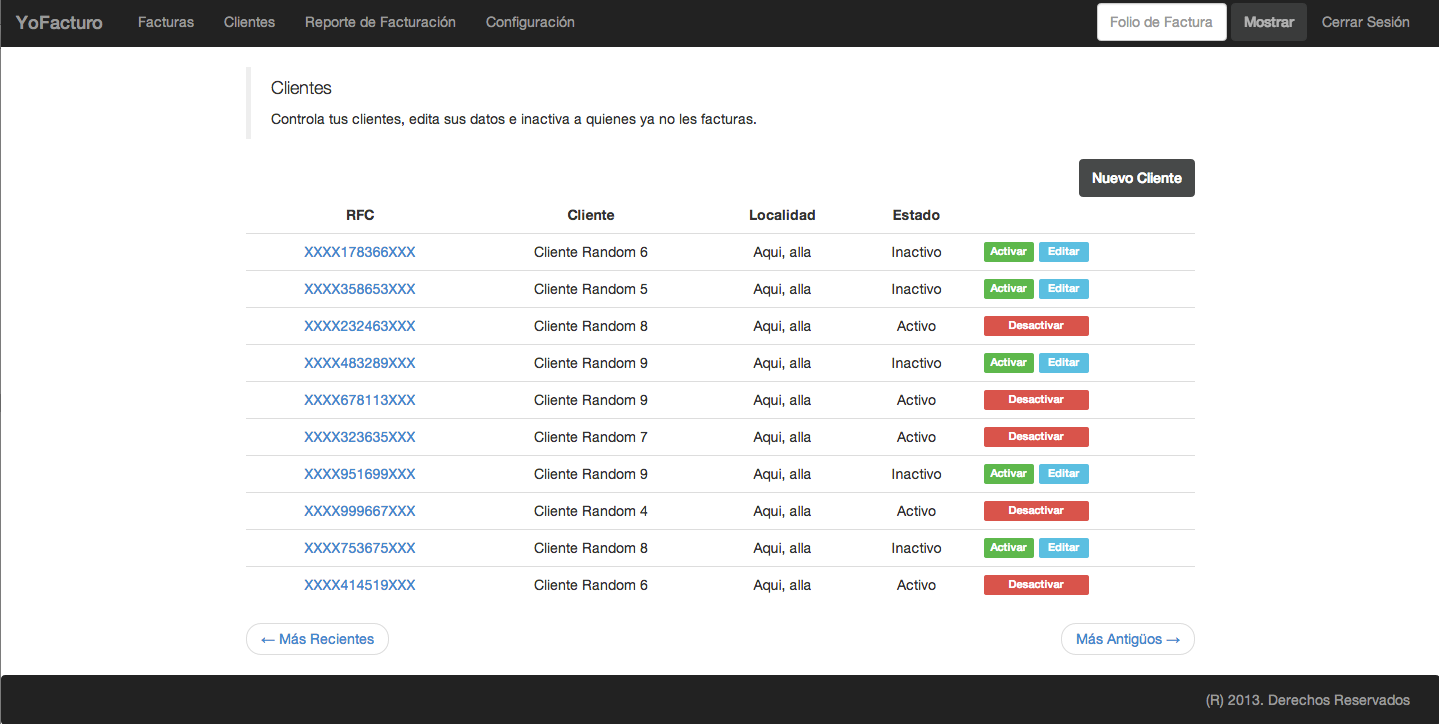 YoFacturo Facturas Clientes Reporte de Facturación Configuración Folio de Factura Mostrar Cerrar Sesión
Clientes
Controla tus clientes, edita sus datos e inactiva a quienes ya no les facturas.
Nuevo Cliente
RFC Cliente Localidad Estado
XXXX178366XXX Cliente Random 6 Aqui, alla Inactivo Activar Editar
XXXX358653XXX Cliente Random 5 Aqui, alla Inactivo Activar Editar
XXXX232463XXX Cliente Random 8 Aqui, alla Activo Desactivar
XXXX483289XXX Cliente Random 9 Aqui, alla Inactivo Activar Editar
XXXX678113XXX Cliente Random 9 Aqui, alla Activo Desactivar
XXXX323635XXX Cliente Random 7 Aqui, alla Activo Desactivar
XXXX951699XXX Cliente Random 9 Aqui, alla Inactivo Activar Editar
XXXX999667XXX Cliente Random 4 Aqui, alla Activo Desactivar
XXXX753675XXX Cliente Random 8 Aqui, alla Inactivo Activar Editar
XXXX414519XXX Cliente Random 6 Aqui, alla Activo Desactivar
← Más Recientes Más Antigüos →
(R) 2013. Derechos Reservados